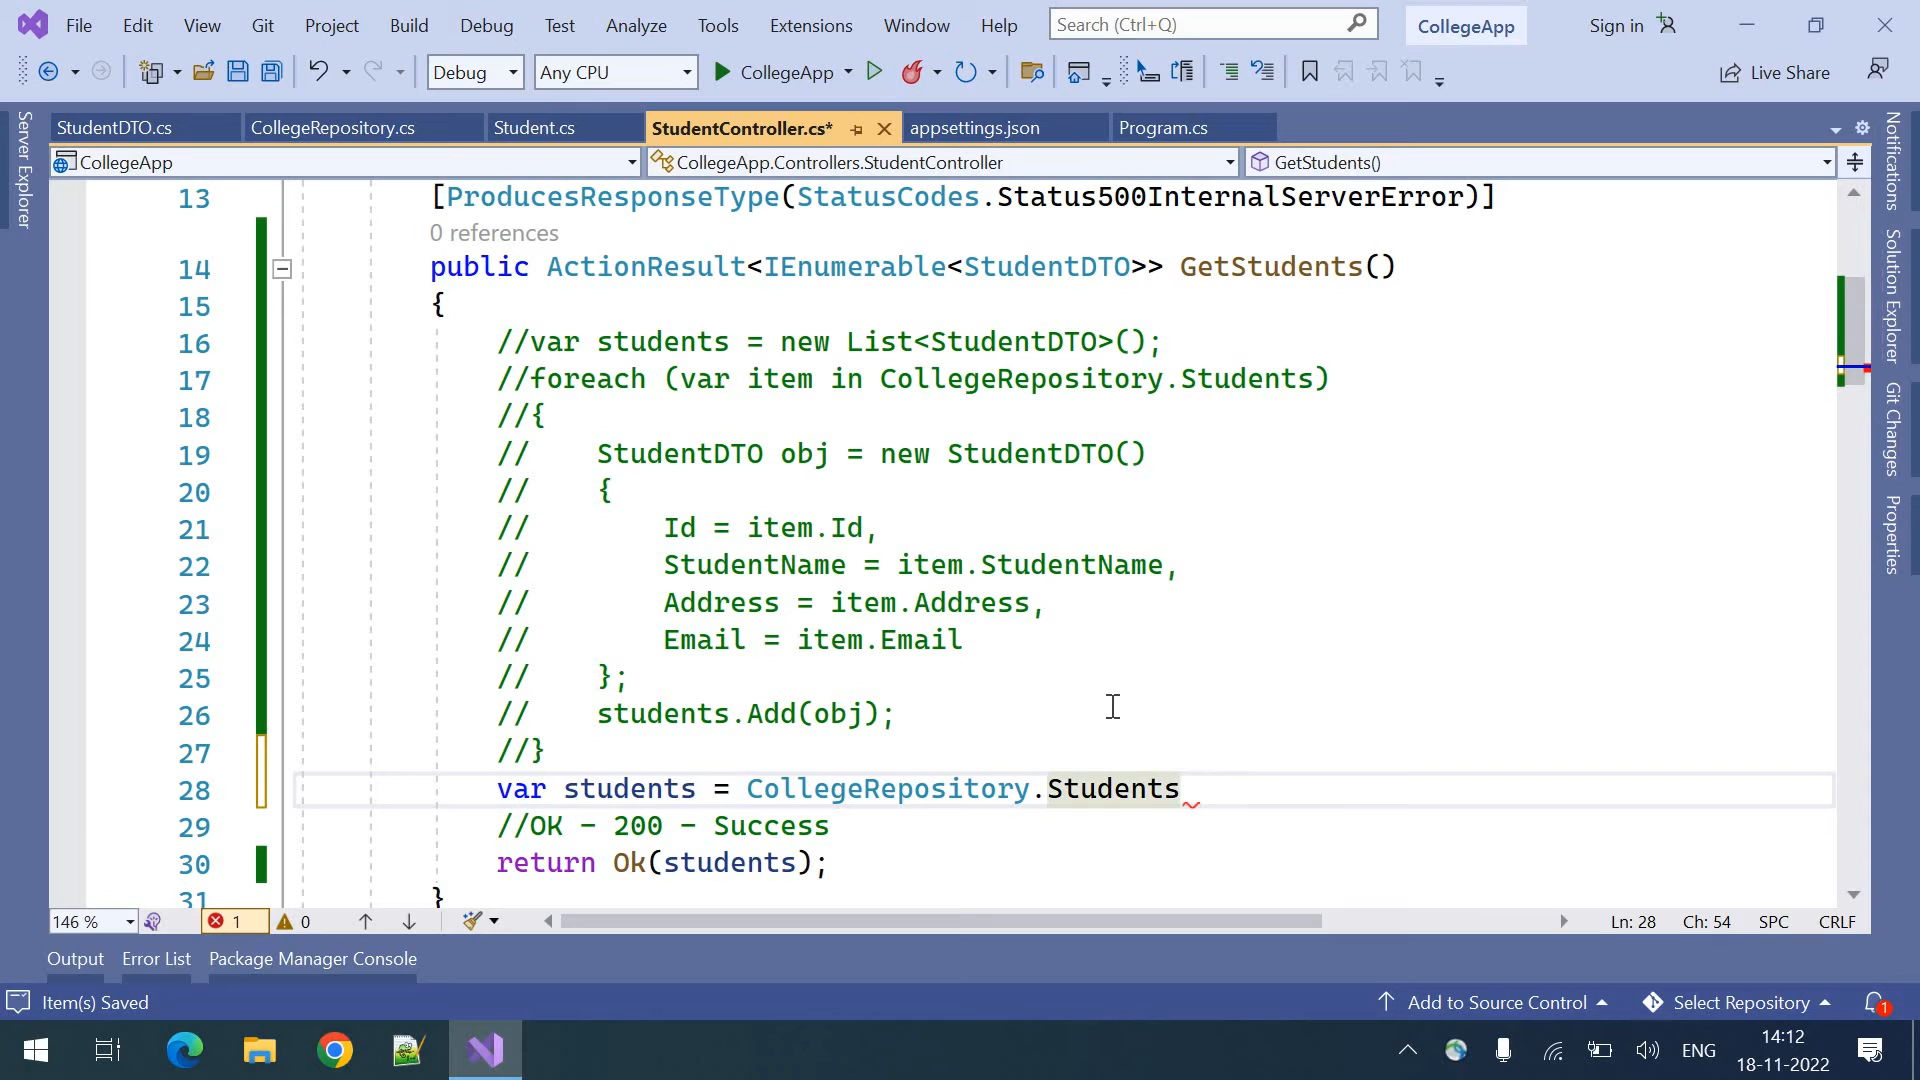 File Edit View Git Project Build Debug Test Analyze Tools Extensions Window Help Search (Ctrl+Q) CollegeApp Sign in
Debug Any CPU CollegeApp Live Share
Server Explorer
StudentDTO.cs CollegeRepository.cs Student.cs StudentController.cs* appsettings.json Program.cs
CollegeApp CollegeApp.Controllers.StudentController GetStudents()
13 [ProducesResponseType(StatusCodes.Status500InternalServerError)]
0 references
14 public ActionResult<IEnumerable<StudentDTO>> GetStudents()
15 {
16 //var students = new List<StudentDTO>();
17 //foreach (var item in CollegeRepository.Students)
18 //{
19 // StudentDTO obj = new StudentDTO()
20 // {
21 // Id = item.Id,
22 // StudentName = item.StudentName,
23 // Address = item.Address,
24 // Email = item.Email
25 // };
26 // students.Add(obj);
27 //}
28 var students = CollegeRepository.Students
29 //OK - 200 - Success
30 return Ok(students);
31 }
Notifications
Solution Explorer
Git Changes
Properties
146 % 1 0 Ln: 28 Ch: 54 SPC CRLF
Output Error List Package Manager Console
Item(s) Saved Add to Source Control Select Repository 1
ENG 14:12
18-11-2022